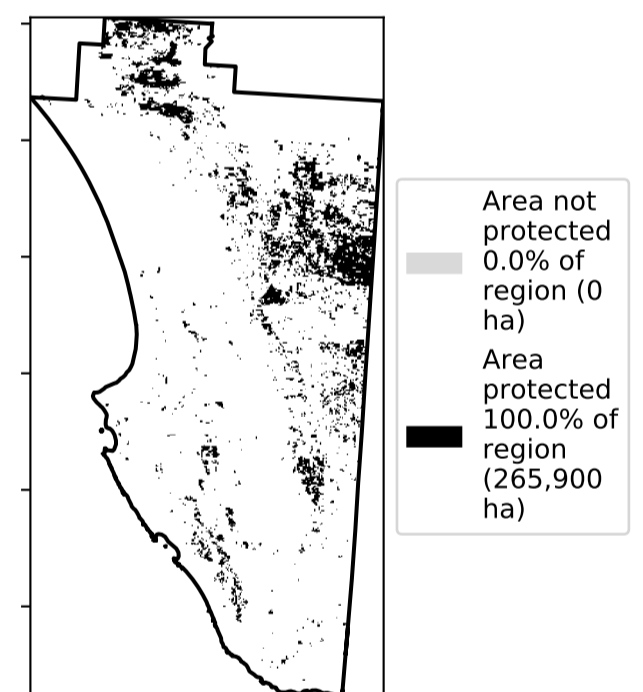 Area not
protected
0.0% of
region (0
ha)
Area
protected
100.0% of
region
(265,900
ha)